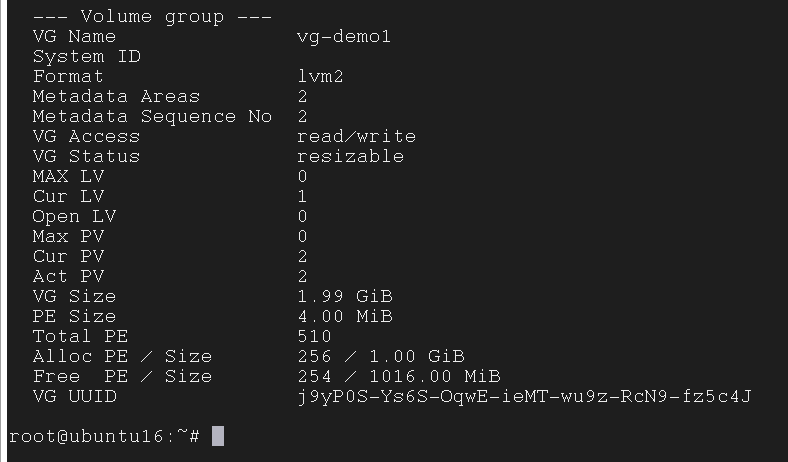 --- Volume group ---
VG Name vg-demo1
System ID
Format lvm2
Metadata Areas 2
Metadata Sequence No 2
VG Access read/write
VG Status resizable
MAX LV 0
Cur LV 1
Open LV 0
Max PV 0
Cur PV 2
Act PV 2
VG Size 1.99 GiB
PE Size 4.00 MiB
Total PE 510
Alloc PE / Size 256 / 1.00 GiB
Free  PE / Size 254 / 1016.00 MiB
VG UUID j9yP0S-Ys6S-OqwE-ieMT-wu9z-RcN9-fz5c4J
root@ubuntu16:~#